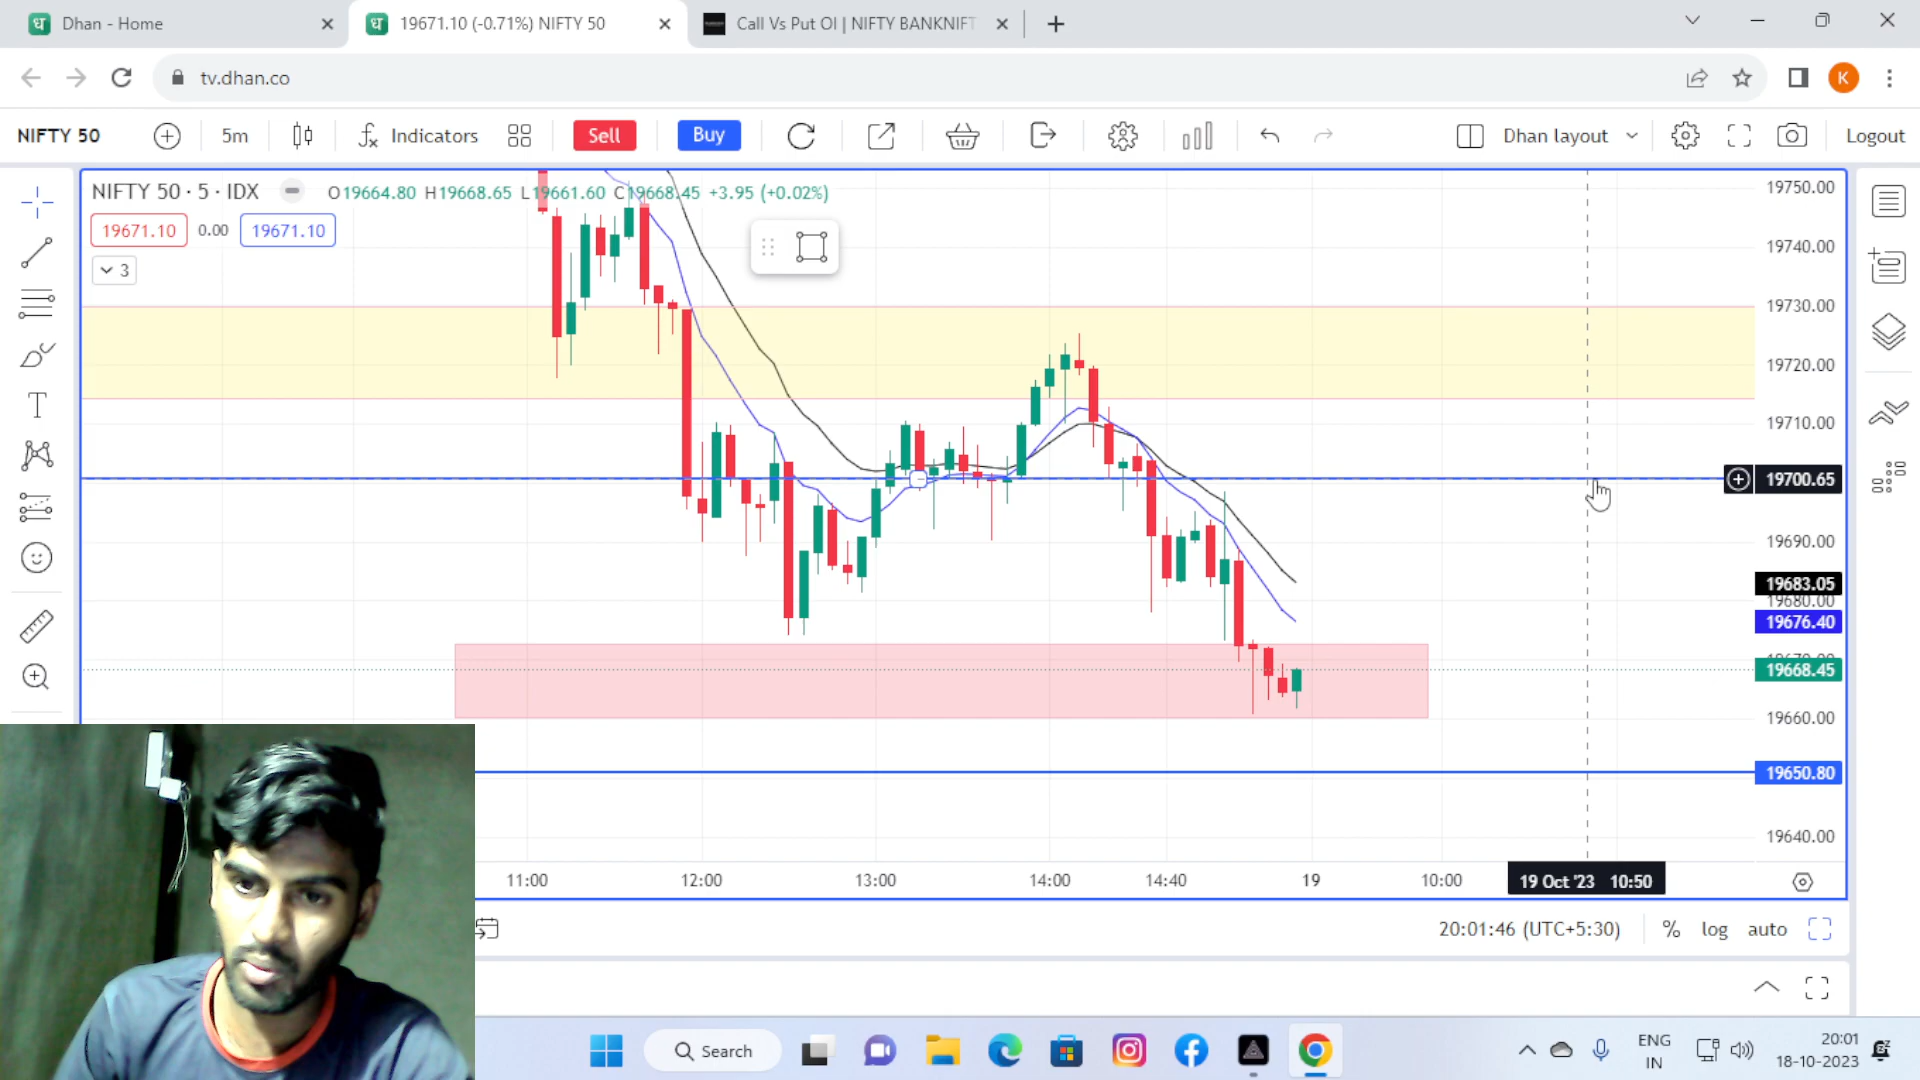 Dhan - Home
19671.10 (-0.71%) NIFTY 50
Call Vs Put OI | NIFTY BANKNIFT
tv.dhan.co
K
NIFTY 50
5m
Indicators
Sell
Buy
Dhan layout
Logout
NIFTY 50 · 5 · IDX
O19664.80 H19668.65 L19661.60 C19668.45 +3.95 (+0.02%)
19671.10
0.00
19671.10
3
19750.00
19740.00
19730.00
19720.00
19710.00
19700.65
19690.00
19683.05
19680.00
19676.40
19668.45
19660.00
19650.80
19640.00
11:00
12:00
13:00
14:00
14:40
19
10:00
19 Oct '23 10:50
20:01:46 (UTC+5:30)
%
log
auto
Search
ENG
IN
20:01
18-10-2023